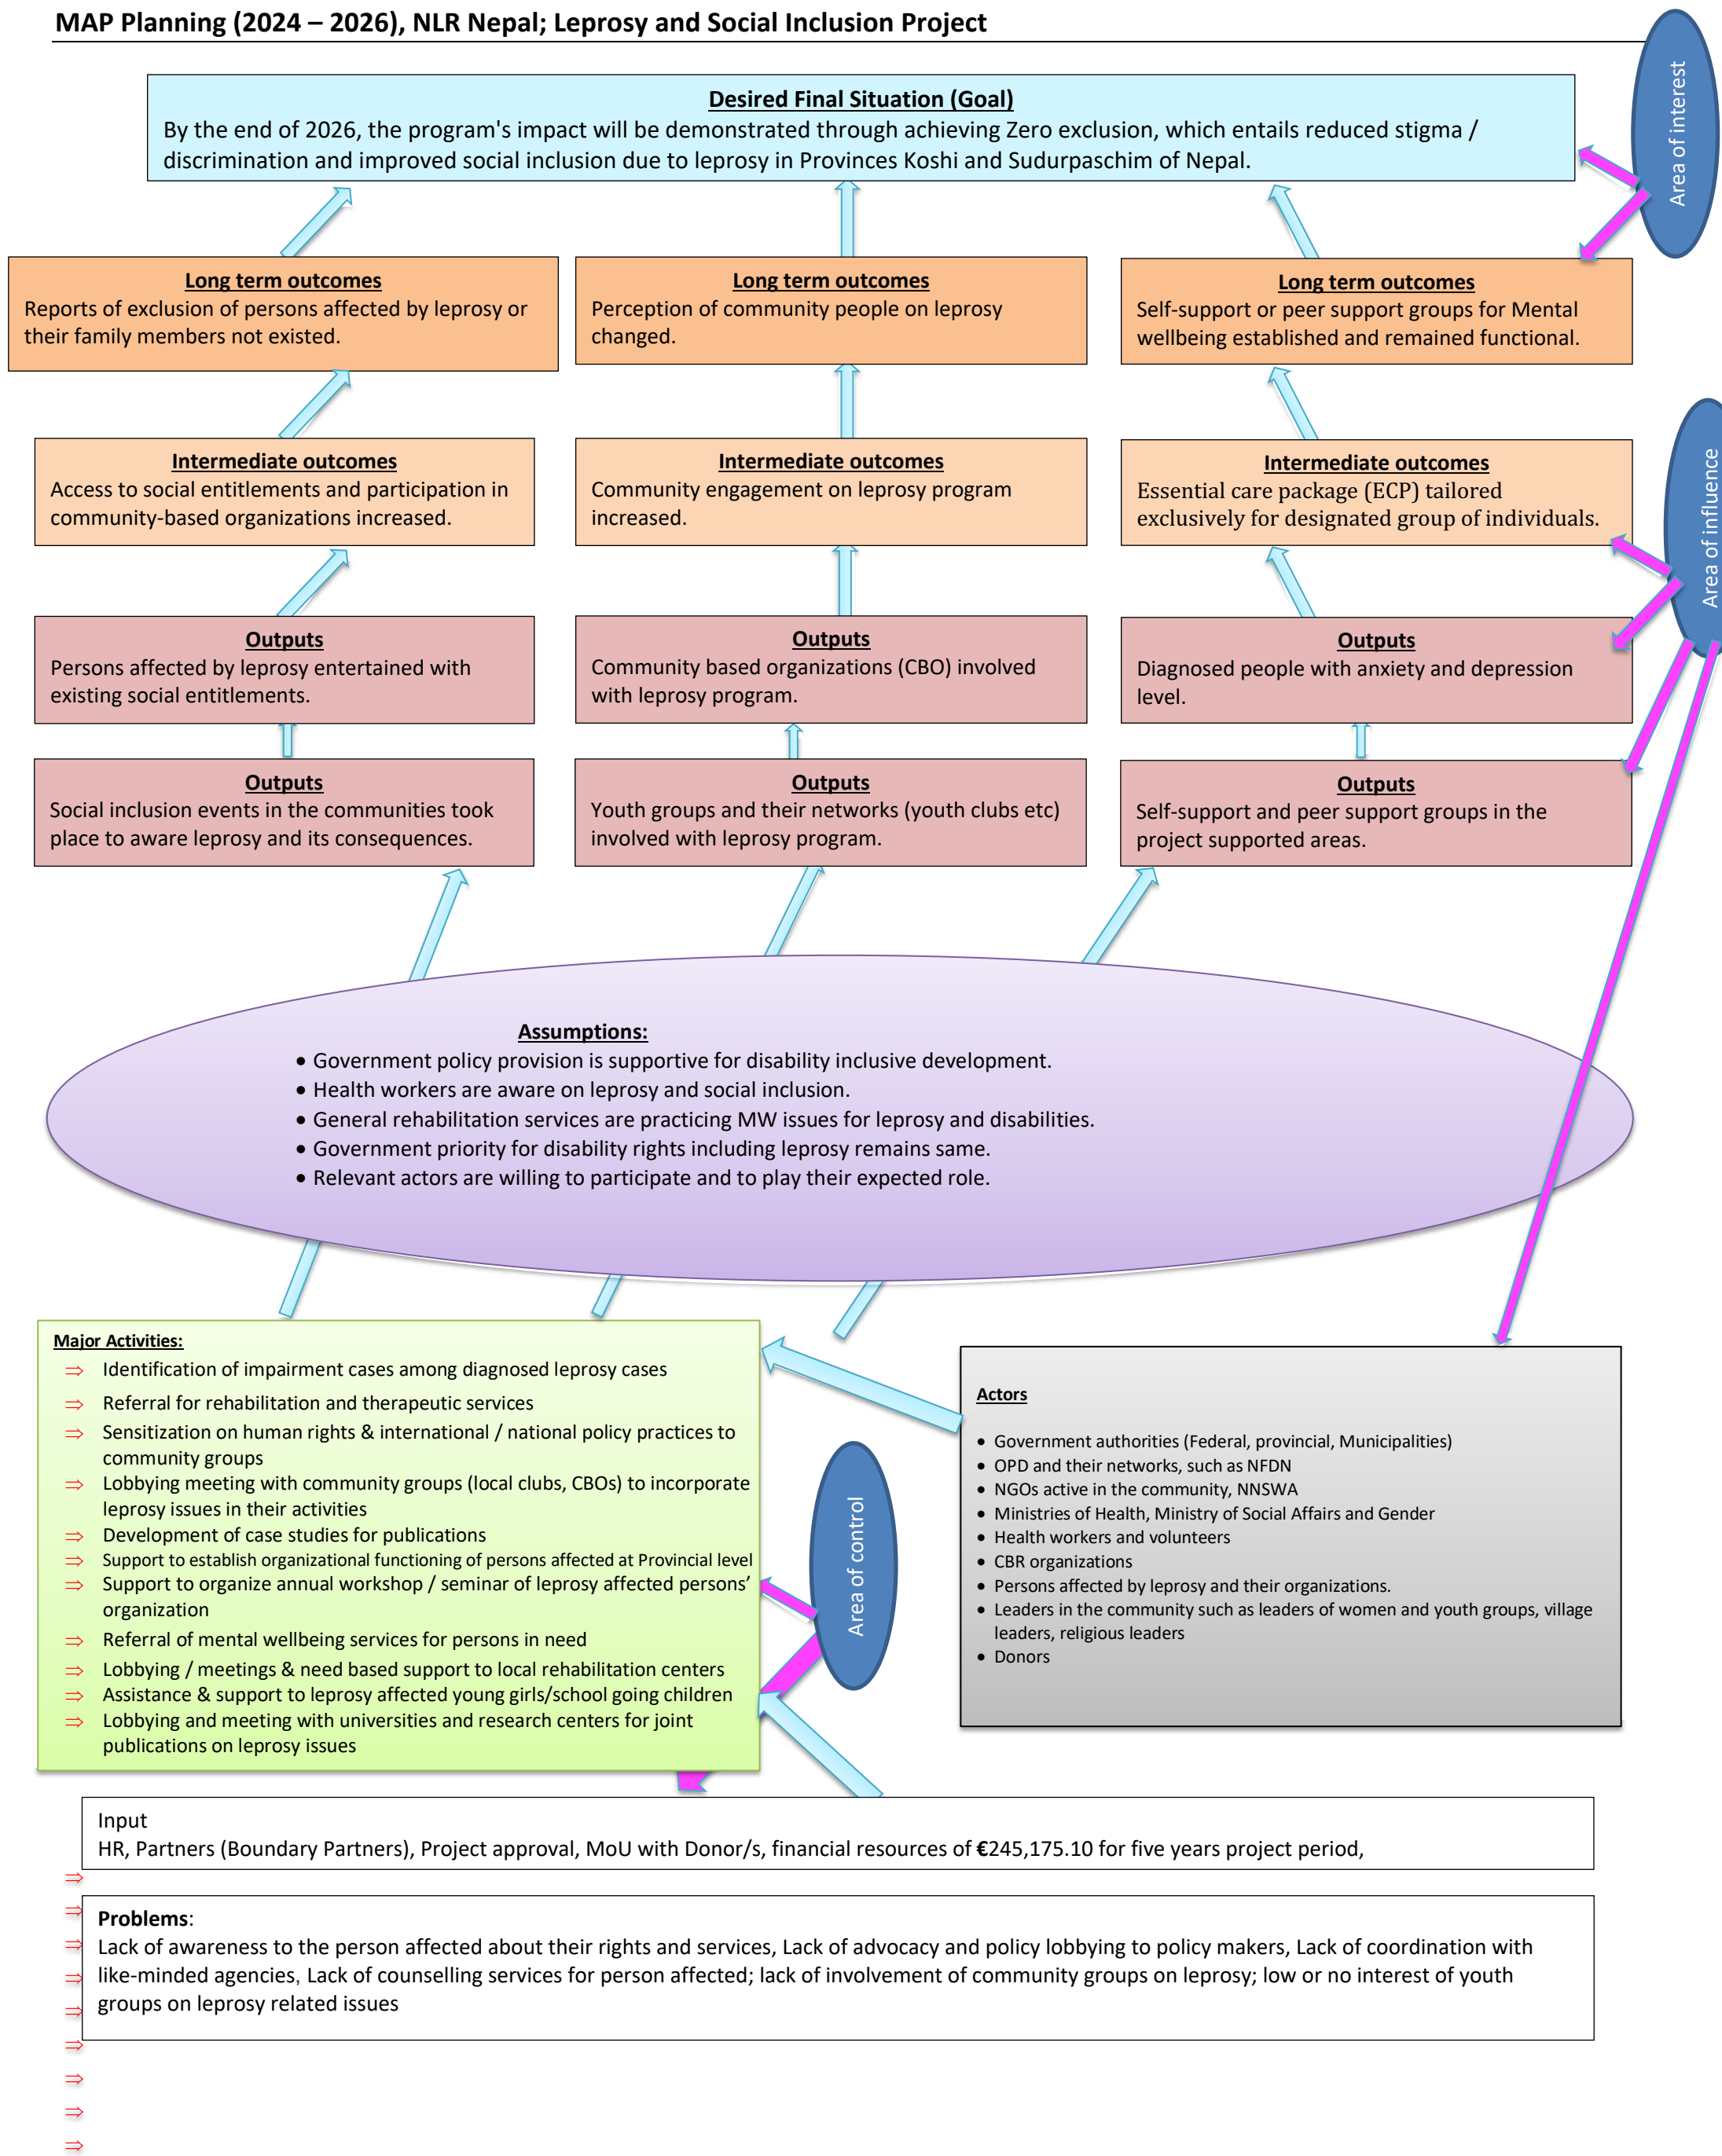 MAP Planning (2024 – 2026), NLR Nepal; Leprosy and Social Inclusion Project
Area of interest
Desired Final Situation (Goal)
By the end of 2026, the program's impact will be demonstrated through achieving Zero exclusion, which entails reduced stigma /
discrimination and improved social inclusion due to leprosy in Provinces Koshi and Sudurpaschim of Nepal.
Long term outcomes
Reports of exclusion of persons affected by leprosy or
their family members not existed.
Long term outcomes
Perception of community people on leprosy
changed.
Long term outcomes
Self-support or peer support groups for Mental
wellbeing established and remained functional.
Area of influence
Intermediate outcomes
Access to social entitlements and participation in
community-based organizations increased.
Intermediate outcomes
Community engagement on leprosy program
increased.
Intermediate outcomes
Essential care package (ECP) tailored
exclusively for designated group of individuals.
Outputs
Persons affected by leprosy entertained with
existing social entitlements.
Outputs
Community based organizations (CBO) involved
with leprosy program.
Outputs
Diagnosed people with anxiety and depression
level.
Outputs
Social inclusion events in the communities took
place to aware leprosy and its consequences.
Outputs
Youth groups and their networks (youth clubs etc)
involved with leprosy program.
Outputs
Self-support and peer support groups in the
project supported areas.
Assumptions:
• Government policy provision is supportive for disability inclusive development.
• Health workers are aware on leprosy and social inclusion.
• General rehabilitation services are practicing MW issues for leprosy and disabilities.
• Government priority for disability rights including leprosy remains same.
• Relevant actors are willing to participate and to play their expected role.
Major Activities:
⇒ Identification of impairment cases among diagnosed leprosy cases
⇒ Referral for rehabilitation and therapeutic services
⇒ Sensitization on human rights & international / national policy practices to
community groups
⇒ Lobbying meeting with community groups (local clubs, CBOs) to incorporate
leprosy issues in their activities
⇒ Development of case studies for publications
⇒ Support to establish organizational functioning of persons affected at Provincial level
⇒ Support to organize annual workshop / seminar of leprosy affected persons’
organization
⇒ Referral of mental wellbeing services for persons in need
⇒ Lobbying / meetings & need based support to local rehabilitation centers
⇒ Assistance & support to leprosy affected young girls/school going children
⇒ Lobbying and meeting with universities and research centers for joint
publications on leprosy issues
Area of control
Actors
• Government authorities (Federal, provincial, Municipalities)
• OPD and their networks, such as NFDN
• NGOs active in the community, NNSWA
• Ministries of Health, Ministry of Social Affairs and Gender
• Health workers and volunteers
• CBR organizations
• Persons affected by leprosy and their organizations.
• Leaders in the community such as leaders of women and youth groups, village
leaders, religious leaders
• Donors
Input
HR, Partners (Boundary Partners), Project approval, MoU with Donor/s, financial resources of €245,175.10 for five years project period,
Problems:
Lack of awareness to the person affected about their rights and services, Lack of advocacy and policy lobbying to policy makers, Lack of coordination with
like-minded agencies, Lack of counselling services for person affected; lack of involvement of community groups on leprosy; low or no interest of youth
groups on leprosy related issues